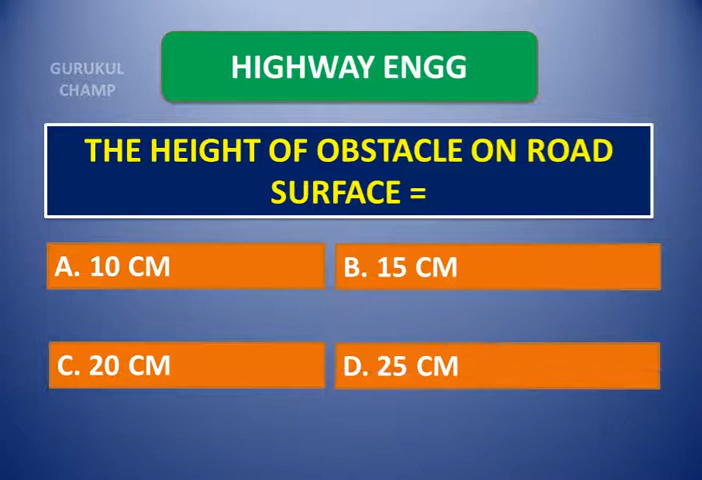 GURUKUL
CHAMP
HIGHWAY ENGG
THE HEIGHT OF OBSTACLE ON ROAD
SURFACE =
A. 10 CM
B. 15 CM
C. 20 CM
D. 25 CM